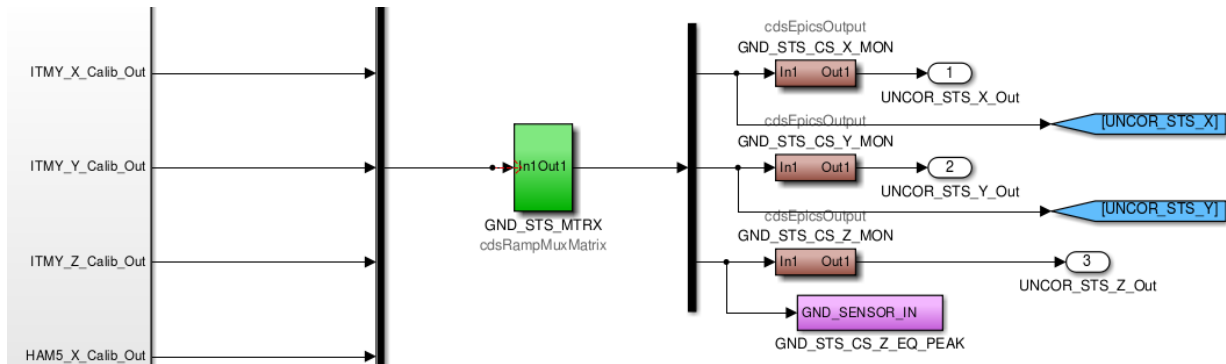 ITMY_X_Calib_Out
ITMY_Y_Calib_Out
ITMY_Z_Calib_Out
HAM5_X_Calib_Out
In1Out1
GND_STS_MTRX
cdsRampMuxMatrix
cdsEpicsOutput
GND_STS_CS_X_MON
In1 Out1
1
UNCOR_STS_X_Out
[UNCOR_STS_X]
cdsEpicsOutput
GND_STS_CS_Y_MON
In1 Out1
2
UNCOR_STS_Y_Out
[UNCOR_STS_Y]
cdsEpicsOutput
GND_STS_CS_Z_MON
In1 Out1
3
UNCOR_STS_Z_Out
GND_SENSOR_IN
GND_STS_CS_Z_EQ_PEAK